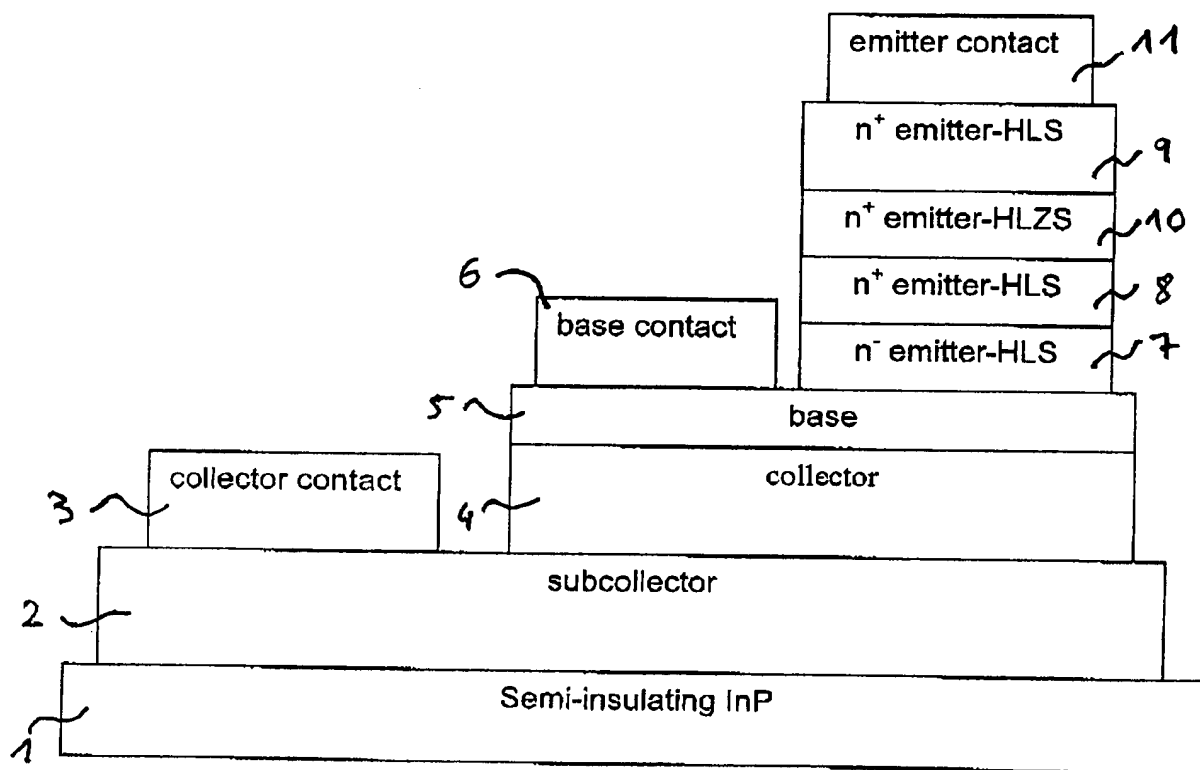 emitter contact
11
n⁺ emitter-HLS
9
n⁺ emitter-HLZS
10
6
n⁺ emitter-HLS
8
base contact
n⁻ emitter-HLS
7
5
base
collector contact
collector
3
4
subcollector
2
Semi-insulating InP
1